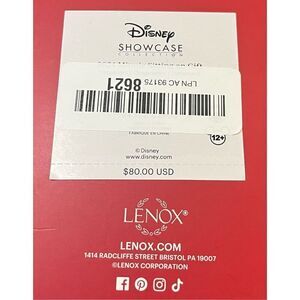 Disney
SHOWCASE
COLLECTION
LPN AC 93175
8621
12+
© Disney
www.disney.com
$80.00 USD
LENOX®
LENOX.COM
1414 RADCLIFFE STREET BRISTOL PA 19007
©LENOX CORPORATION